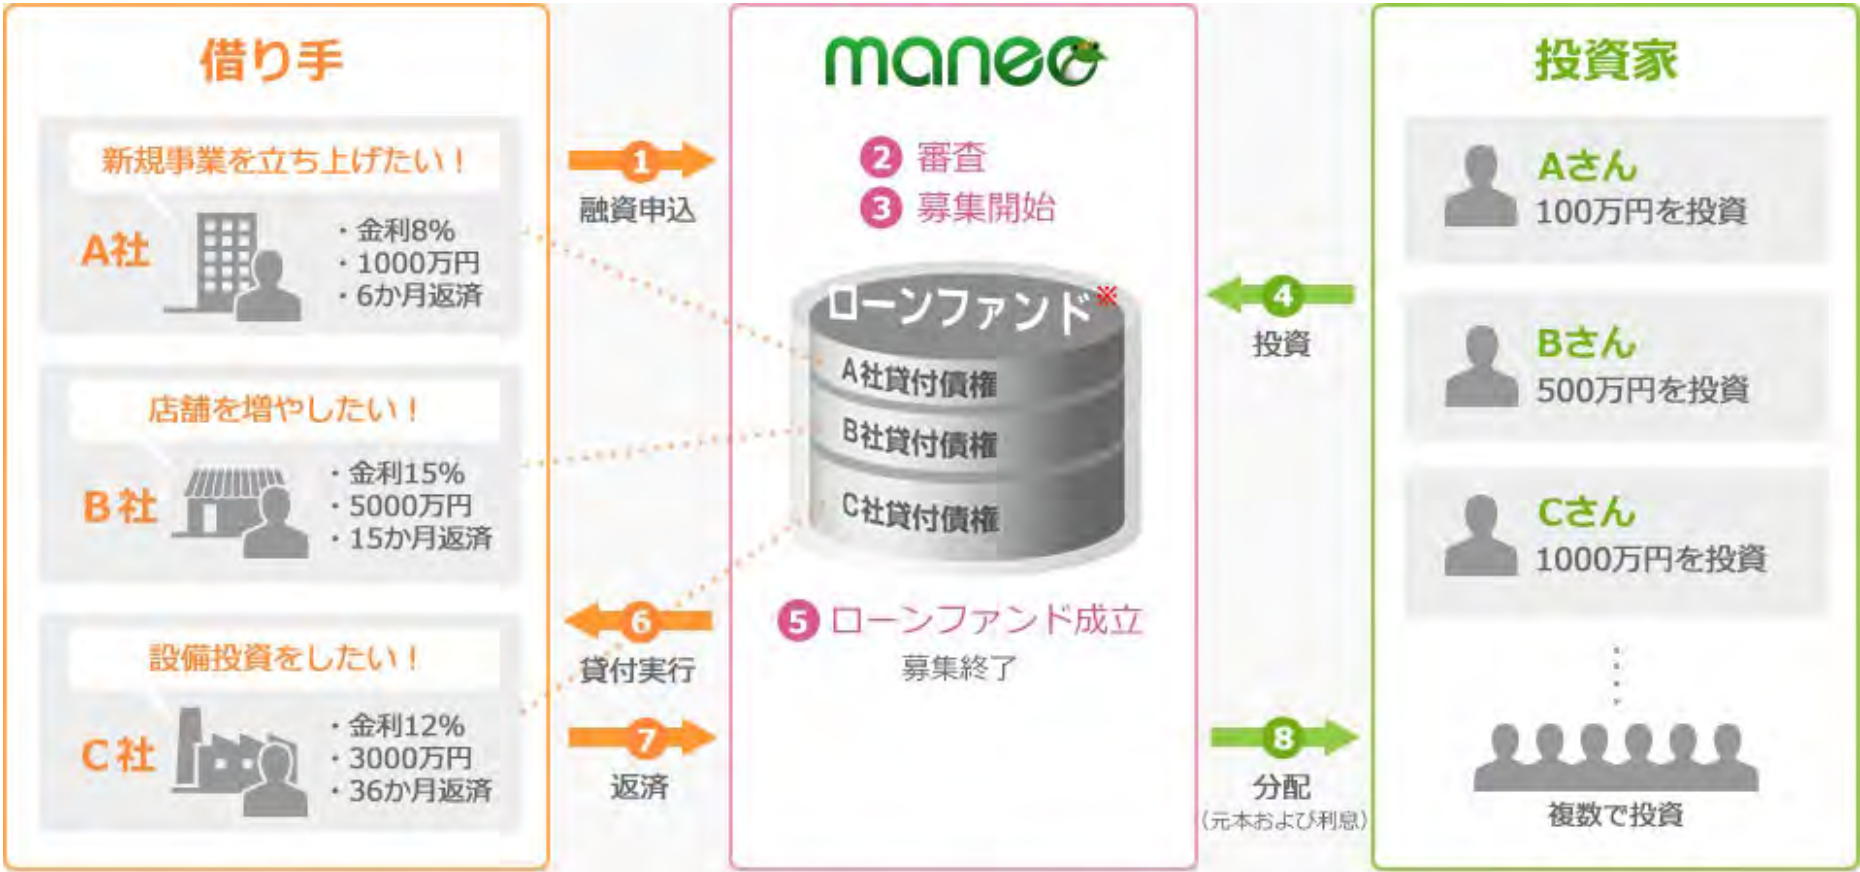 借り手
新規事業を立ち上げたい！
A社
・金利8%
・1000万円
・6か月返済
店舗を増やしたい！
B社
・金利15%
・5000万円
・15か月返済
設備投資をしたい！
C社
・金利12%
・3000万円
・36か月返済
1
融資申込
6
貸付実行
7
返済
maneo
2 審査
3 募集開始
ローンファンド※
A社貸付債権
B社貸付債権
C社貸付債権
5 ローンファンド成立
募集終了
4
投資
8
分配
（元本および利息）
投資家
Aさん
100万円を投資
Bさん
500万円を投資
Cさん
1000万円を投資
複数で投資